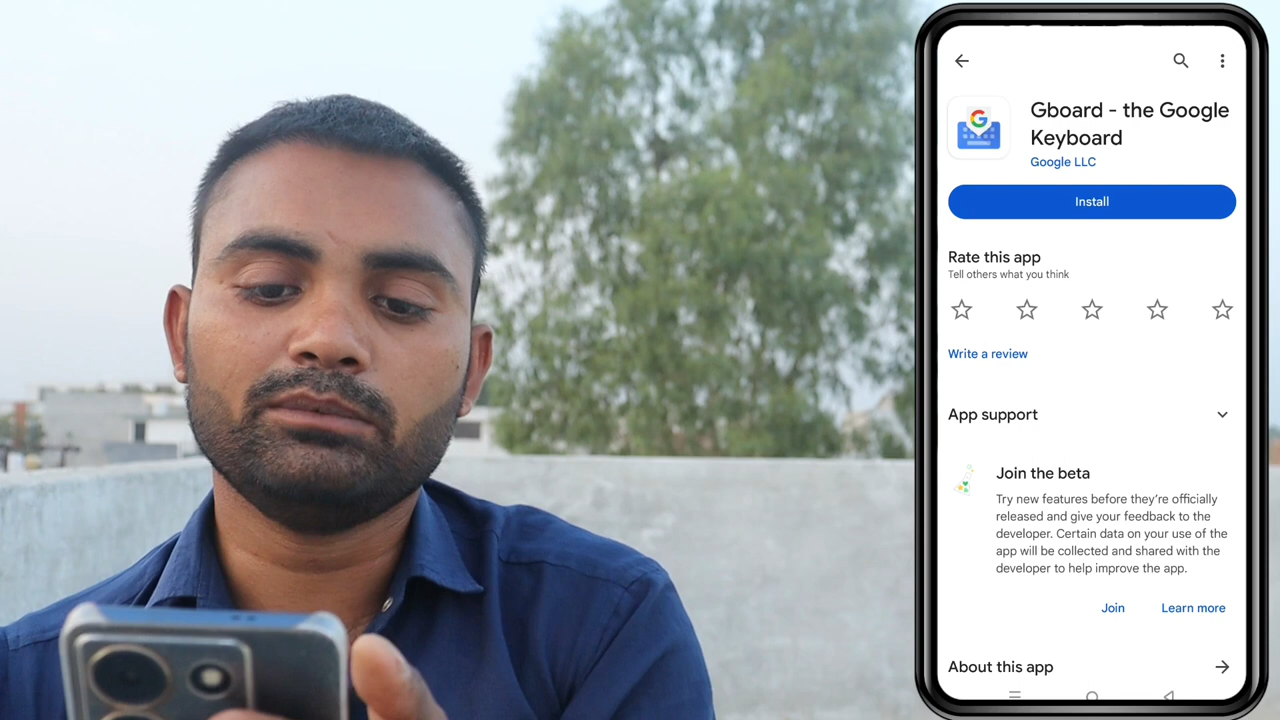 Gboard - the Google
Keyboard
Google LLC
Install
Rate this app
Tell others what you think
Write a review
App support
Join the beta
Try new features before they're officially
released and give your feedback to the
developer. Certain data on your use of the
app will be collected and shared with the
developer to help improve the app.
Join Learn more
About this app